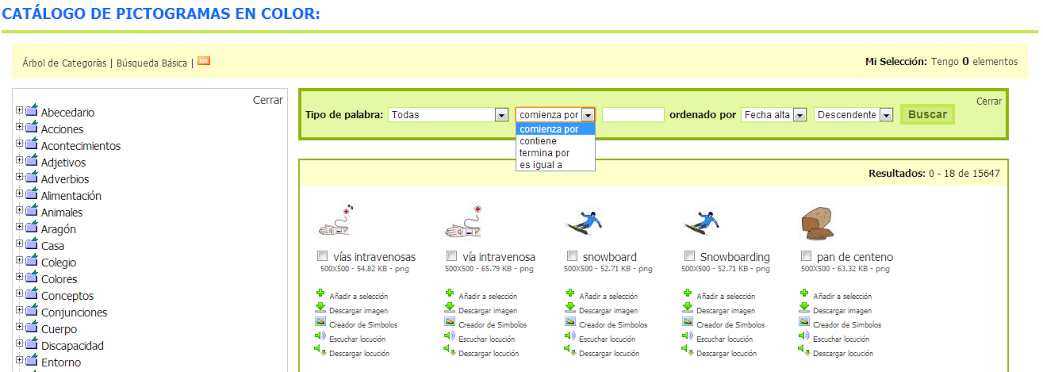 CATÁLOGO DE PICTOGRAMAS EN COLOR:
Árbol de Categorías | Búsqueda Básica |
Mi Selección: Tengo 0 elementos
Cerrar
Abecedario
Acciones
Acontecimientos
Adjetivos
Adverbios
Alimentación
Animales
Aragón
Casa
Colegio
Colores
Conceptos
Conjunciones
Cuerpo
Discapacidad
Entorno
Cerrar
Tipo de palabra: Todas comienza por ordenado por Fecha alta Descendente Buscar
comienza por
contiene
termina por
es igual a
Resultados: 0 - 18 de 15647
vías intravenosas
500X500 - 54.82 KB - png
Añadir a selección
Descargar imagen
Creador de Simbolos
Escuchar locución
Descargar locución
vía intravenosa
500X500 - 65.79 KB - png
Añadir a selección
Descargar imagen
Creador de Simbolos
Escuchar locución
Descargar locución
snowboard
500X500 - 52.71 KB - png
Añadir a selección
Descargar imagen
Creador de Simbolos
Escuchar locución
Descargar locución
Snowboarding
500X500 - 52.71 KB - png
Añadir a selección
Descargar imagen
Creador de Simbolos
Escuchar locución
Descargar locución
pan de centeno
500X500 - 63.32 KB - png
Añadir a selección
Descargar imagen
Creador de Simbolos
Escuchar locución
Descargar locución